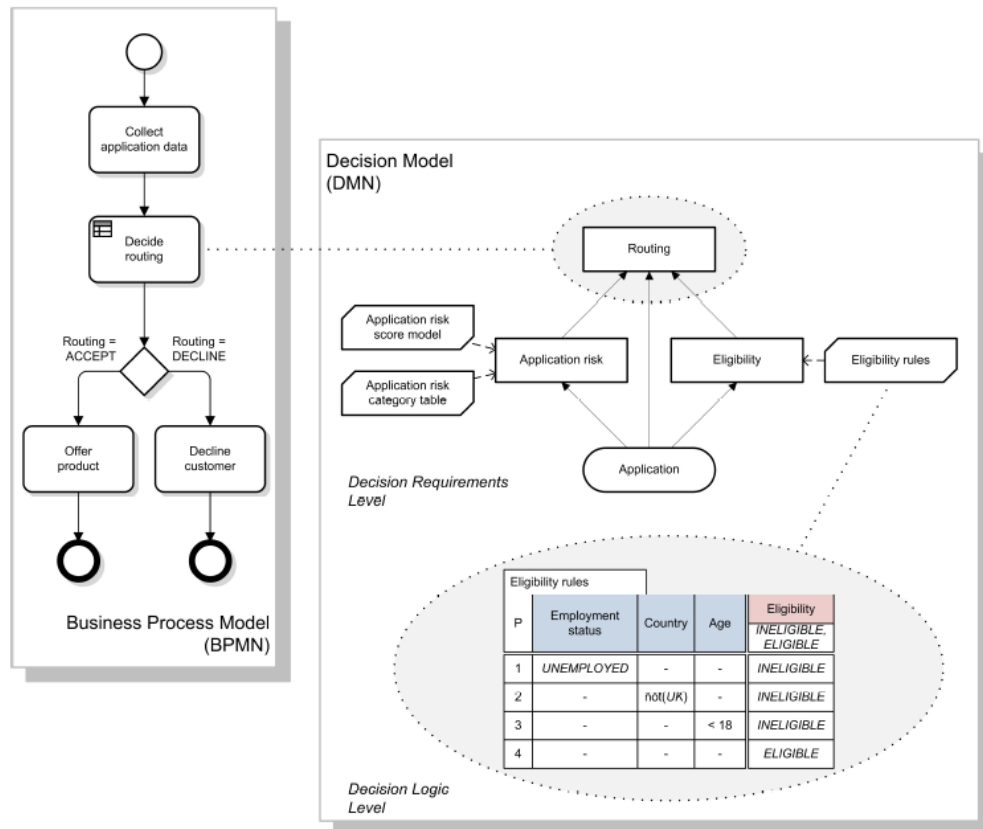 Collect
application data
Decide
routing
Routing =
ACCEPT
Routing =
DECLINE
Offer
product
Decline
customer
Business Process Model
(BPMN)
Decision Model
(DMN)
Routing
Application risk
score model
Application risk
category table
Application risk
Eligibility
Eligibility rules
Application
Decision Requirements
Level
Eligibility rules
P
Employment
status
Country
Age
Eligibility
INELIGIBLE,
ELIGIBLE
1 UNEMPLOYED - - INELIGIBLE
2 - not(UK) - INELIGIBLE
3 - - < 18 INELIGIBLE
4 - - - ELIGIBLE
Decision Logic
Level